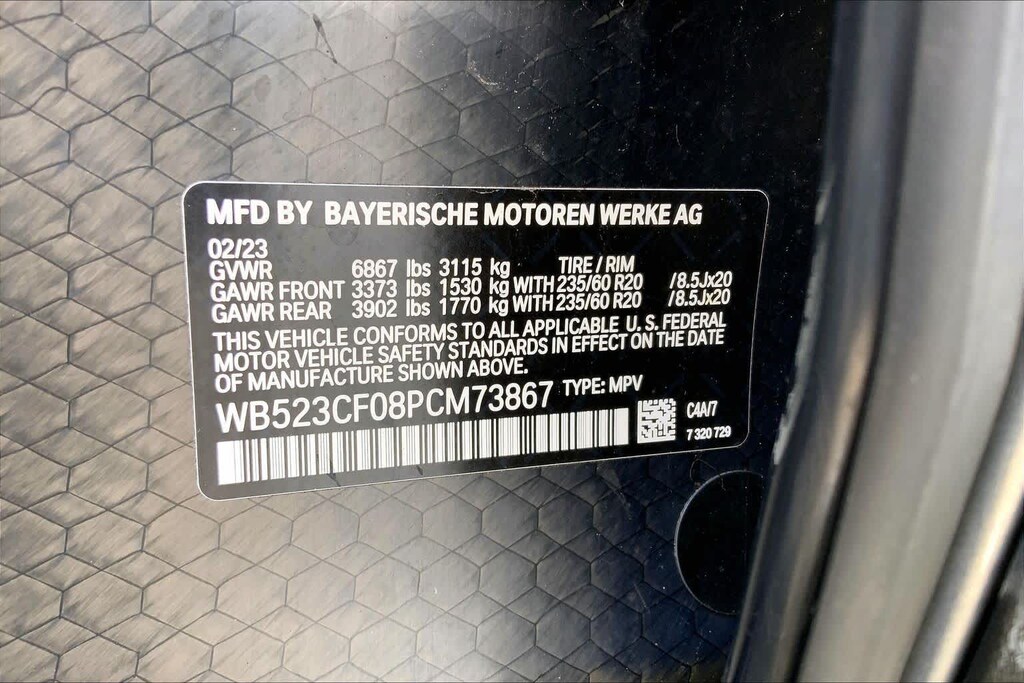 MFD BY BAYERISCHE MOTOREN WERKE AG
02/23
GVWR 6867 lbs 3115 kg TIRE / RIM
GAWR FRONT 3373 lbs 1530 kg WITH 235/60 R20 /8.5Jx20
GAWR REAR 3902 lbs 1770 kg WITH 235/60 R20 /8.5Jx20
THIS VEHICLE CONFORMS TO ALL APPLICABLE U. S. FEDERAL
MOTOR VEHICLE SAFETY STANDARDS IN EFFECT ON THE DATE
OF MANUFACTURE SHOWN ABOVE.
WB523CF08PCM73867 TYPE: MPV
C4A/7
7 320 729